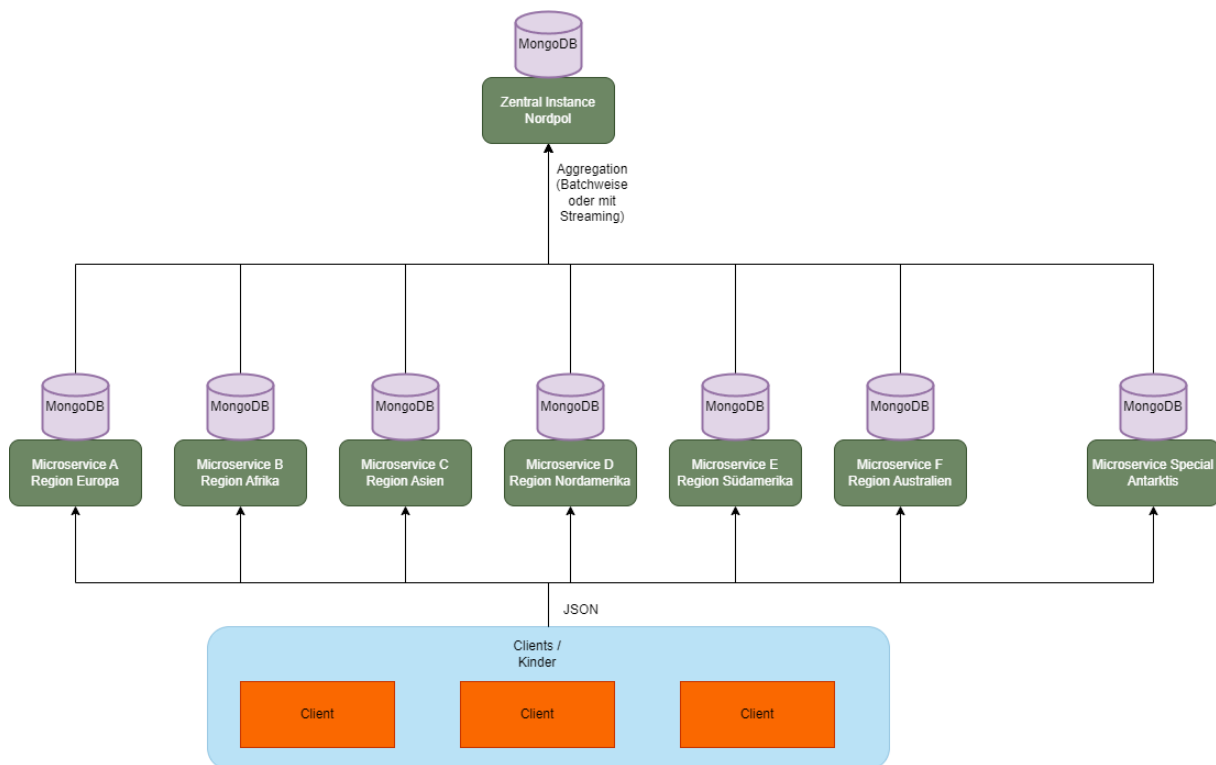 MongoDB
Zentral Instance
Nordpol
Aggregation
(Batchweise
oder mit
Streaming)
MongoDB
MongoDB
MongoDB
MongoDB
MongoDB
MongoDB
MongoDB
Microservice A
Region Europa
Microservice B
Region Afrika
Microservice C
Region Asien
Microservice D
Region Nordamerika
Microservice E
Region Südamerika
Microservice F
Region Australien
Microservice Special
Antarktis
JSON
Clients /
Kinder
Client
Client
Client